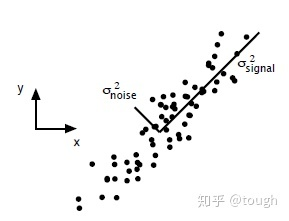 σ²signal
y
σ²noise
x
知乎 @tough